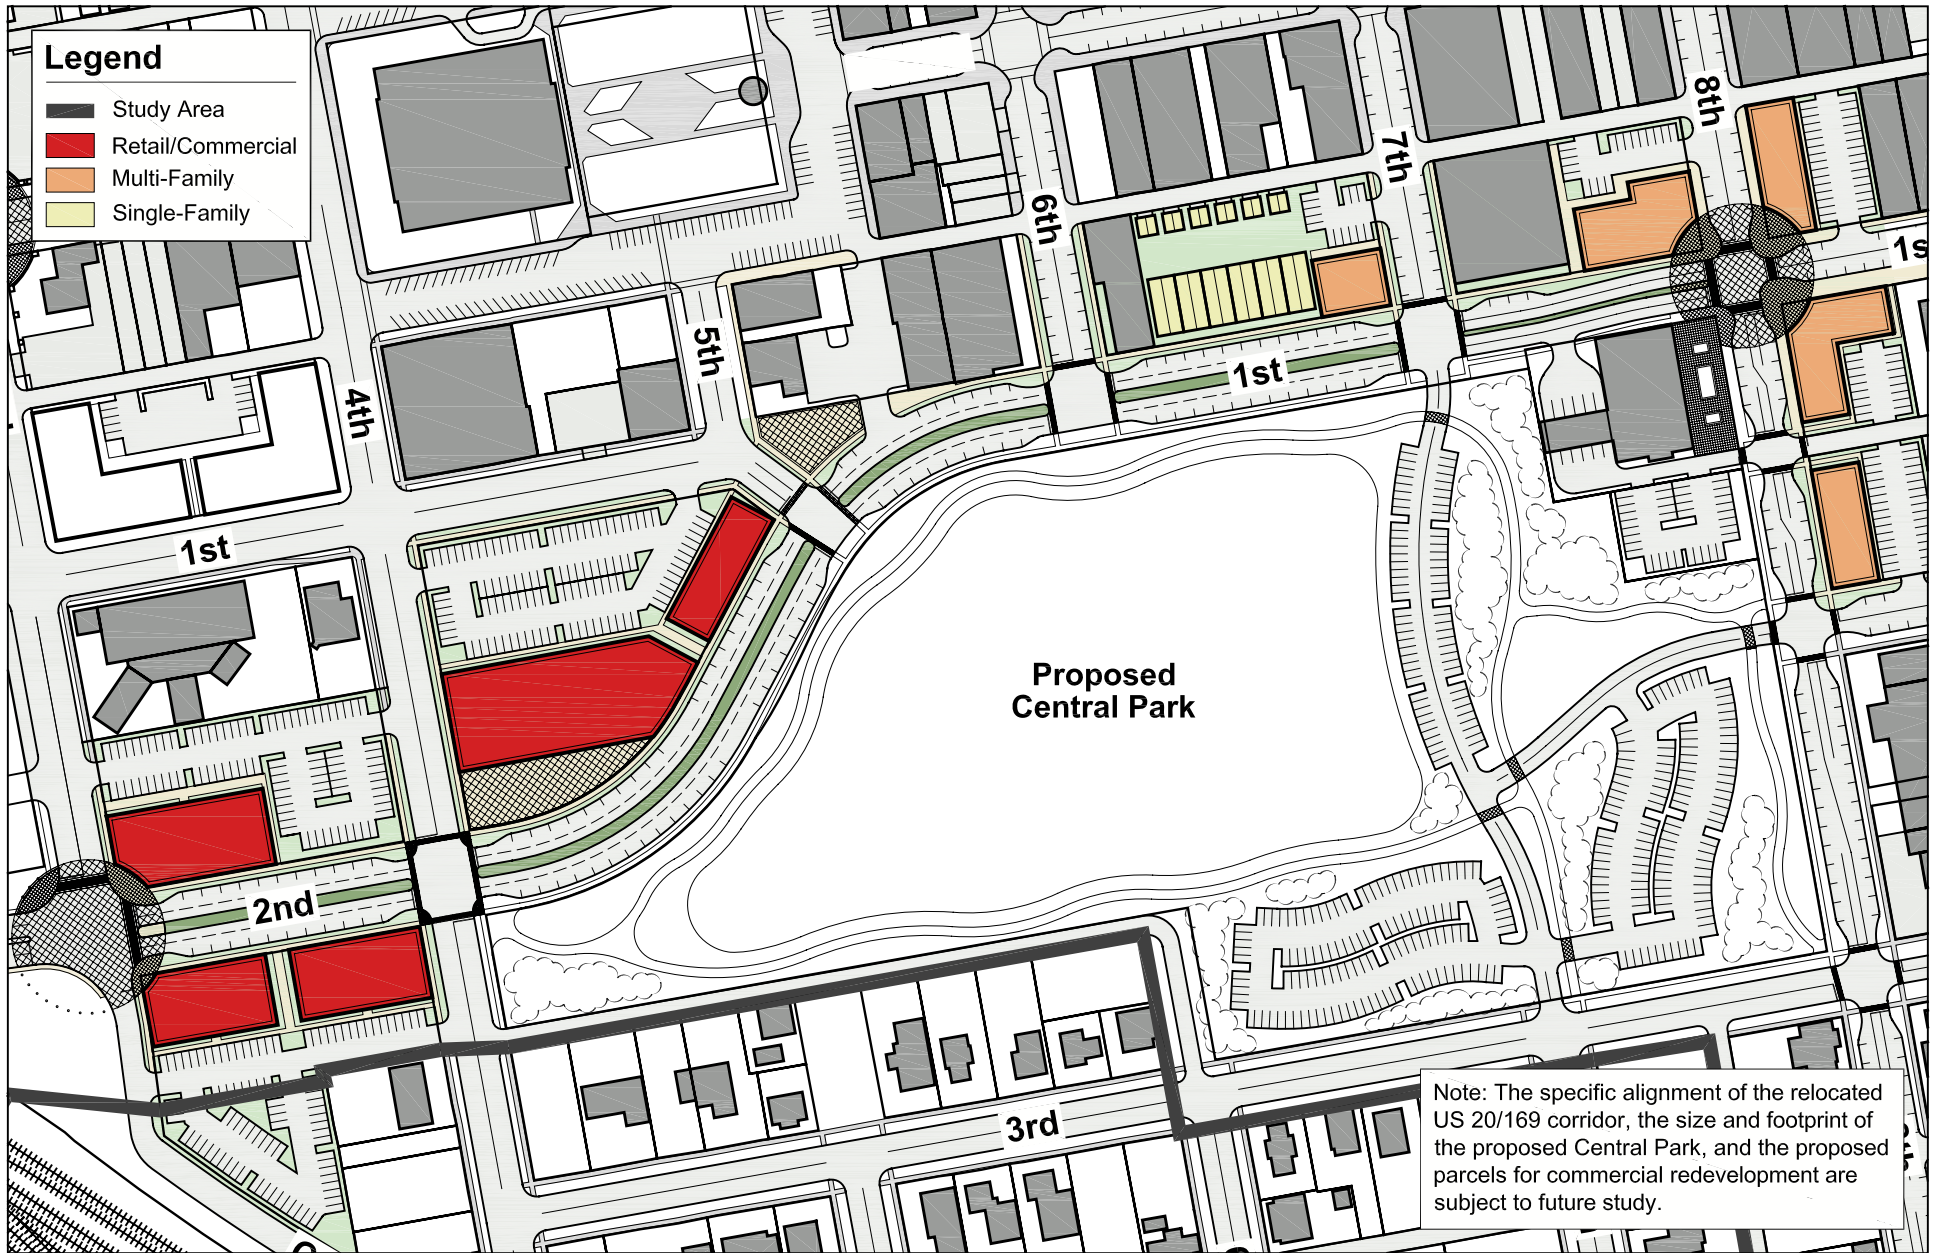 Legend
Study Area
Retail/Commercial
Multi-Family
Single-Family
8th
7th
6th
1s
5th
1st
4th
1st
Proposed
Central Park
2nd
3rd
Note: The specific alignment of the relocated
US 20/169 corridor, the size and footprint of
the proposed Central Park, and the proposed
parcels for commercial redevelopment are
subject to future study.